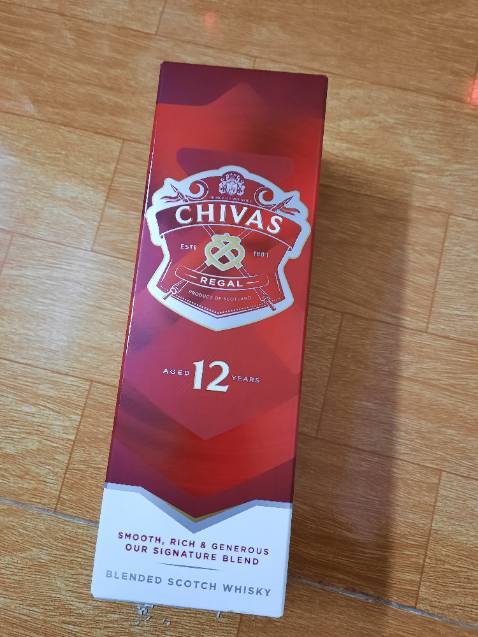 CHIVAS
ESTD 1801
REGAL
PRODUCT OF SCOTLAND
AGED 12 YEARS
SMOOTH, RICH & GENEROUS
OUR SIGNATURE BLEND
BLENDED SCOTCH WHISKY